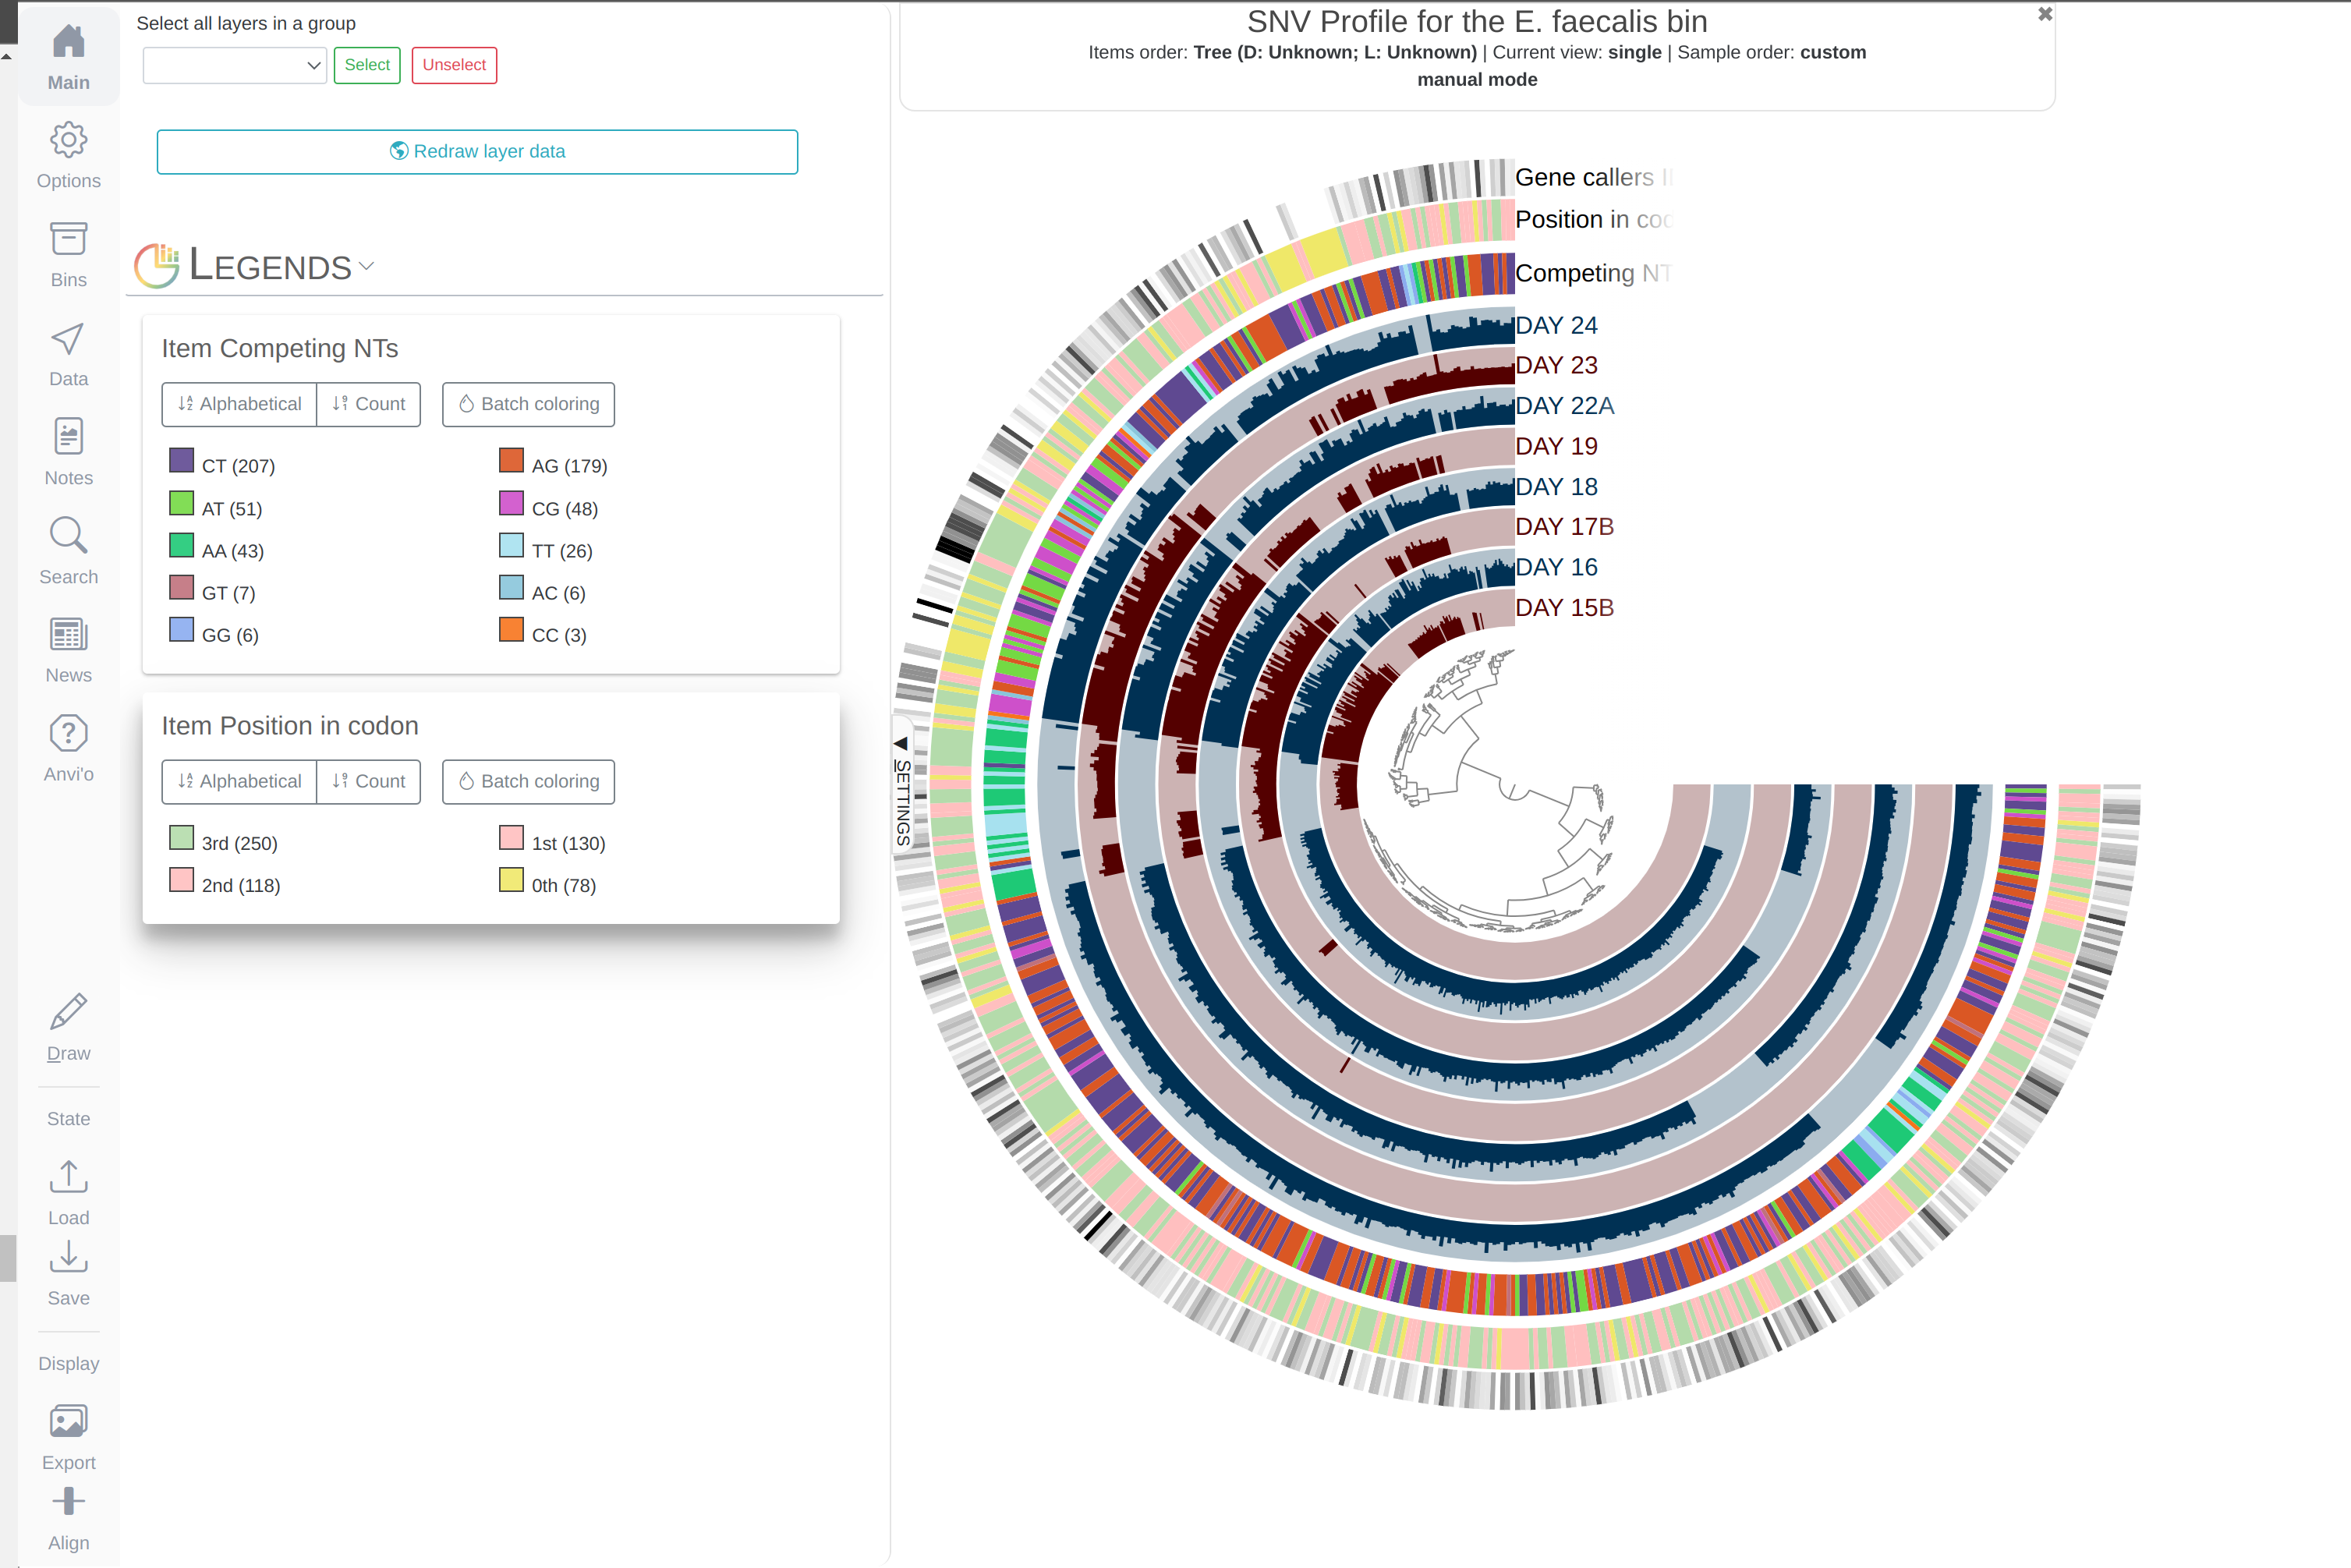 Main
Options
Bins
Data
Notes
Search
News
Anvi'o
Draw
State
Load
Save
Display
Export
Align
Select all layers in a group
Select
Unselect
Redraw layer data
LEGENDS
Item Competing NTs
Alphabetical
Count
Batch coloring
CT (207)
AG (179)
AT (51)
CG (48)
AA (43)
TT (26)
GT (7)
AC (6)
GG (6)
CC (3)
Item Position in codon
Alphabetical
Count
Batch coloring
3rd (250)
1st (130)
2nd (118)
0th (78)
SETTINGS
SNV Profile for the E. faecalis bin
Items order: Tree (D: Unknown; L: Unknown) | Current view: single | Sample order: custom
manual mode
Gene callers
Position in cod
Competing NT
DAY 24
DAY 23
DAY 22A
DAY 19
DAY 18
DAY 17B
DAY 16
DAY 15B